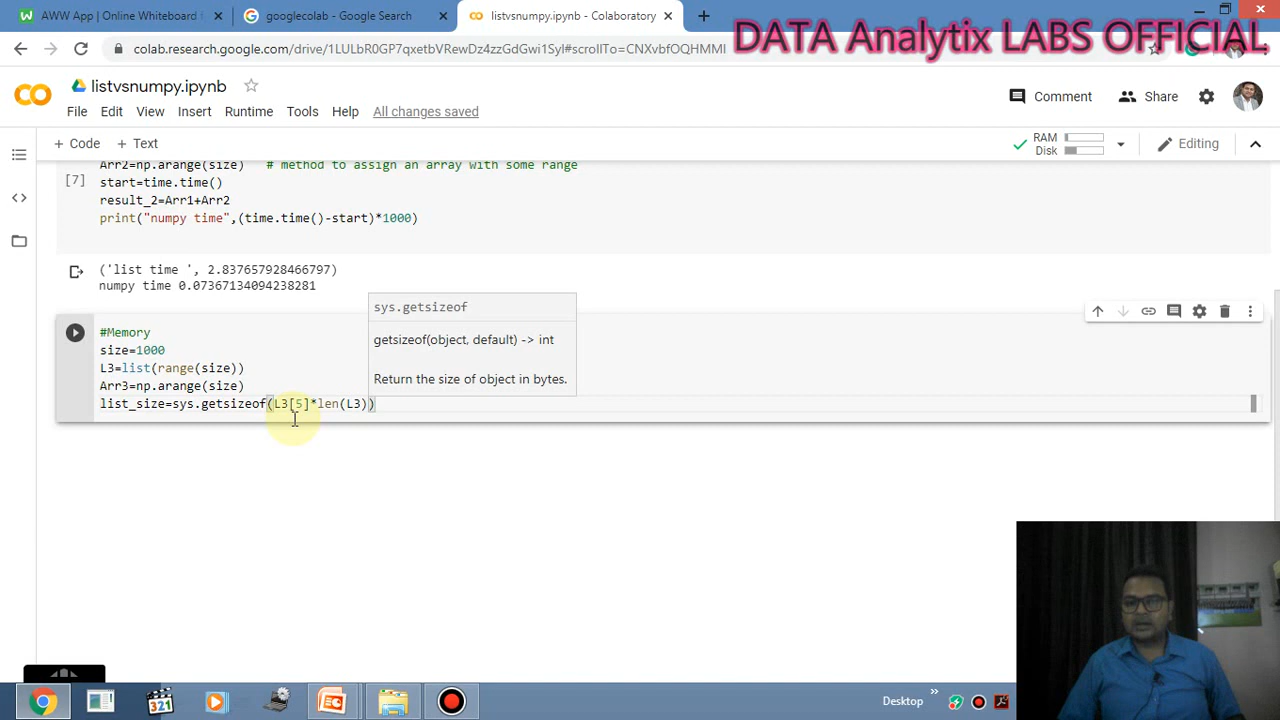 AWW App | Online Whiteboard
googlecolab - Google Search
listvsnumpy.ipynb - Colaboratory
DATA Analytix LABS OFFICIAL
colab.research.google.com/drive/1LULbR0GP7qxetbVRewDz4zzGdGwi1Syl#scrollTo=CNXvbfOQHMMI
listvsnumpy.ipynb
Comment
Share
File Edit View Insert Runtime Tools Help All changes saved
+ Code + Text
RAM
Disk
Editing
Arr2=np.arange(size) # method to assign an array with some range
[7] start=time.time()
result_2=Arr1+Arr2
print("numpy time",(time.time()-start)*1000)
('list time ', 2.837657928466797)
numpy time 0.07367134094238281
sys.getsizeof
getsizeof(object, default) -> int
Return the size of object in bytes.
#Memory
size=1000
L3=list(range(size))
Arr3=np.arange(size)
list_size=sys.getsizeof(L3[5]*len(L3))
321
Desktop